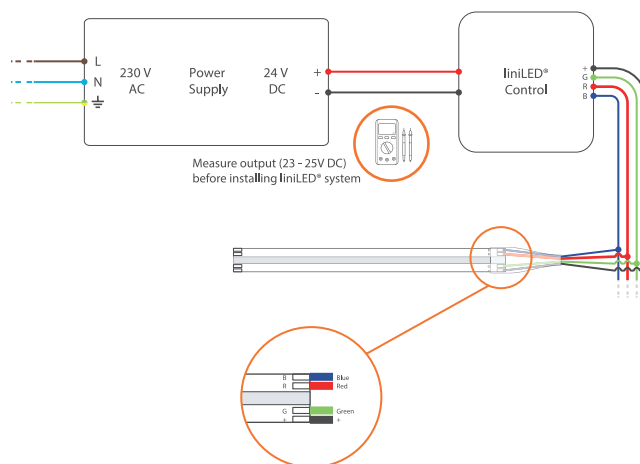 L
N
230 V
AC
Power
Supply
24 V
DC
+
-
liniLED®
Control
+
G
R
B
Measure output (23 - 25V DC)
before installing liniLED® system
B Blue
R Red
G Green
+ +